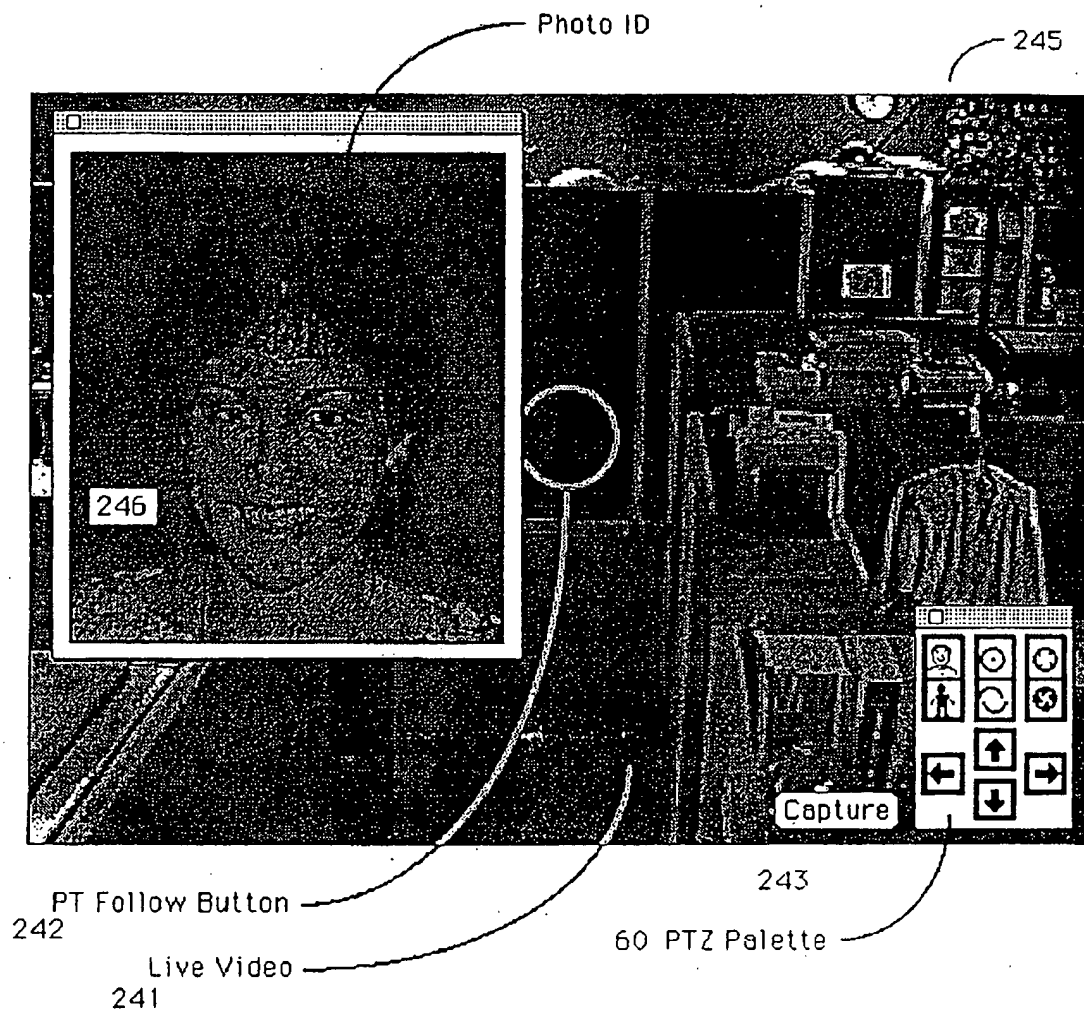 Photo ID
245
246
Capture
243
PT Follow Button
242
60 PTZ Palette
Live Video
241